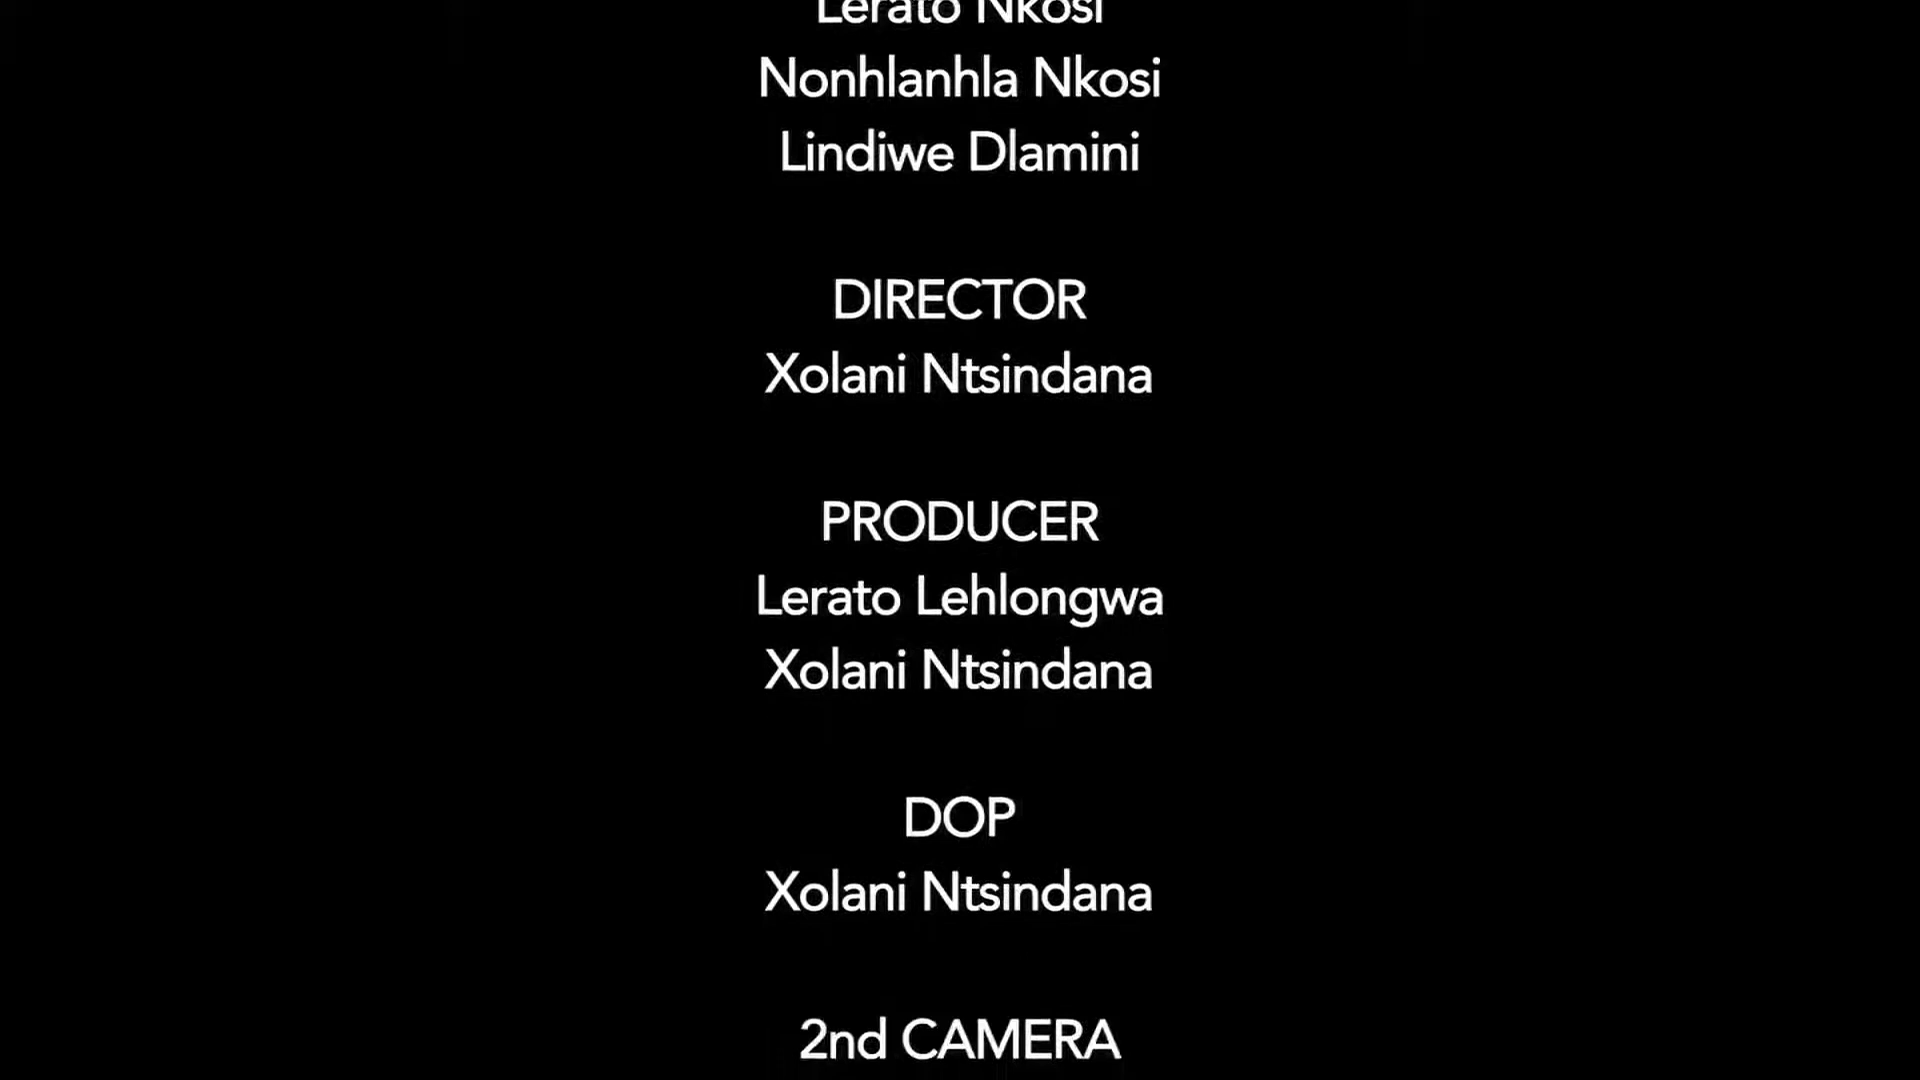 Lerato Nkosi
Nonhlanhla Nkosi
Lindiwe Dlamini
DIRECTOR
Xolani Ntsindana
PRODUCER
Lerato Lehlongwa
Xolani Ntsindana
DOP
Xolani Ntsindana
2nd CAMERA